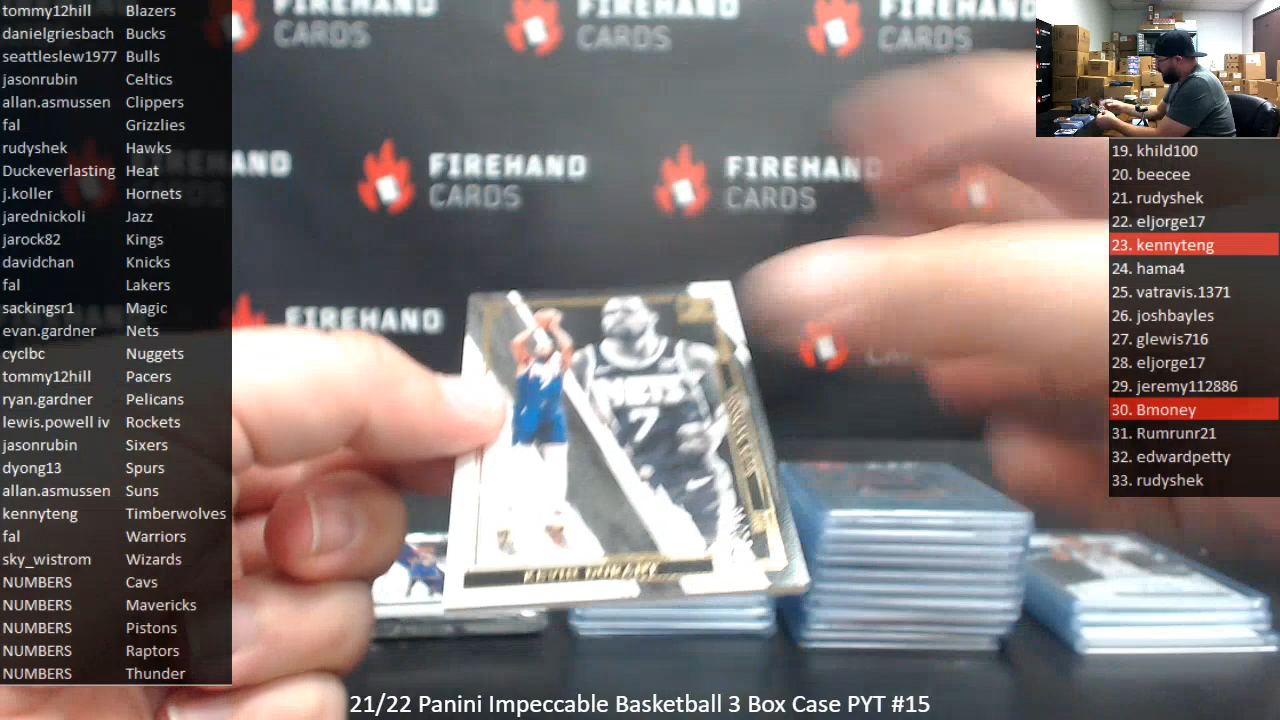 tommy12hill Blazers
danielgriesbach Bucks
seattleslew1977 Bulls
jasonrubin Celtics
allan.asmussen Clippers
fal Grizzlies
rudyshek Hawks
Duckeverlasting Heat
j.koller Hornets
jarednickoli Jazz
jarock82 Kings
davidchan Knicks
fal Lakers
sackingsr1 Magic
evan.gardner Nets
cyclbc Nuggets
tommy12hill Pacers
ryan.gardner Pelicans
lewis.powell iv Rockets
jasonrubin Sixers
dyong13 Spurs
allan.asmussen Suns
kennyteng Timberwolves
fal Warriors
sky_wistrom Wizards
NUMBERS Cavs
NUMBERS Mavericks
NUMBERS Pistons
NUMBERS Raptors
NUMBERS Thunder
FIREHAND
CARDS
FIREHAND
CARDS
FIREHAND
CARDS
FIREHAND
CARDS
FIREHAND
CARDS
FIREHAND
NETS
7
KEVIN DURANT
19. khild100
20. beecee
21. rudyshek
22. eljorge17
23. kennyteng
24. hama4
25. vatravis.1371
26. joshbayles
27. glewis716
28. eljorge17
29. jeremy112886
30. Bmoney
31. Rumrunr21
32. edwardpetty
33. rudyshek
21/22 Panini Impeccable Basketball 3 Box Case PYT #15